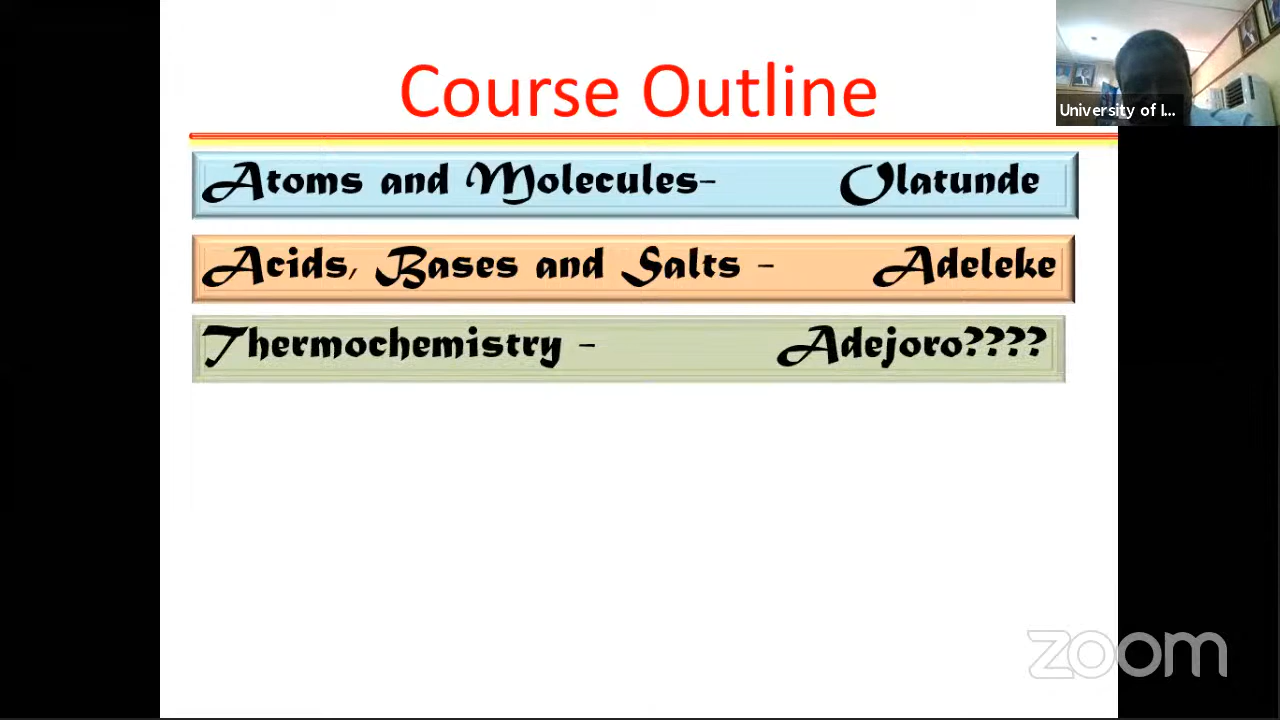 Course Outline
University of I...
Atoms and Molecules- Olatunde
Acids, Bases and Salts - Adeleke
Thermochemistry - Adejoro????
zoom